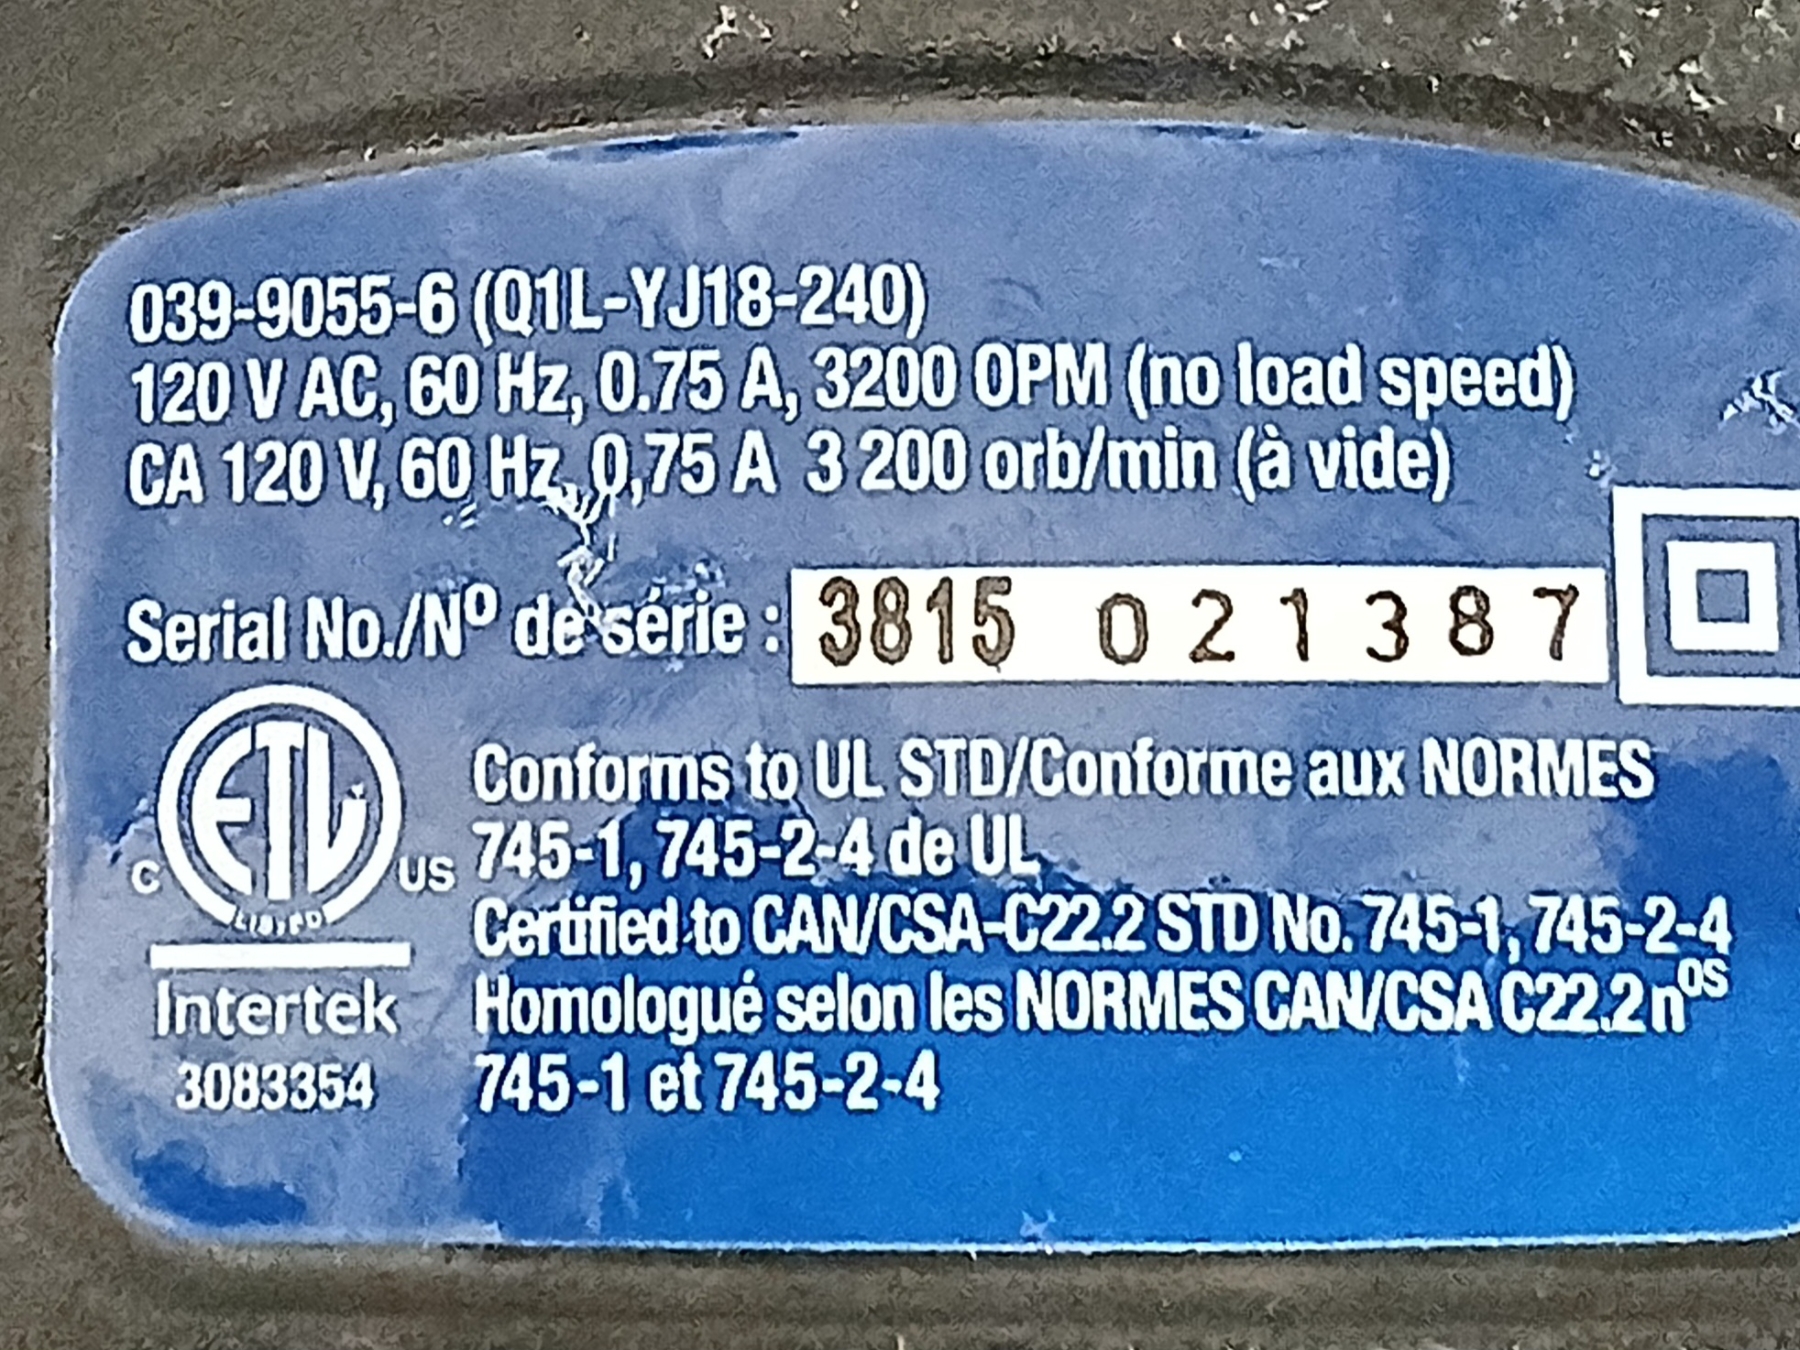 039-9055-6 (Q1L-YJ18-240)
120 V AC, 60 Hz, 0.75 A, 3200 OPM (no load speed)
CA 120 V, 60 Hz, 0,75 A 3 200 orb/min (à vide)
Serial No./Nº de série : 3815 021387
ETL
C US
LISTED
Intertek
3083354
Conforms to UL STD/Conforme aux NORMES
745-1, 745-2-4 de UL
Certified to CAN/CSA-C22.2 STD No. 745-1, 745-2-4
Homologué selon les NORMES CAN/CSA C22.2 nos
745-1 et 745-2-4